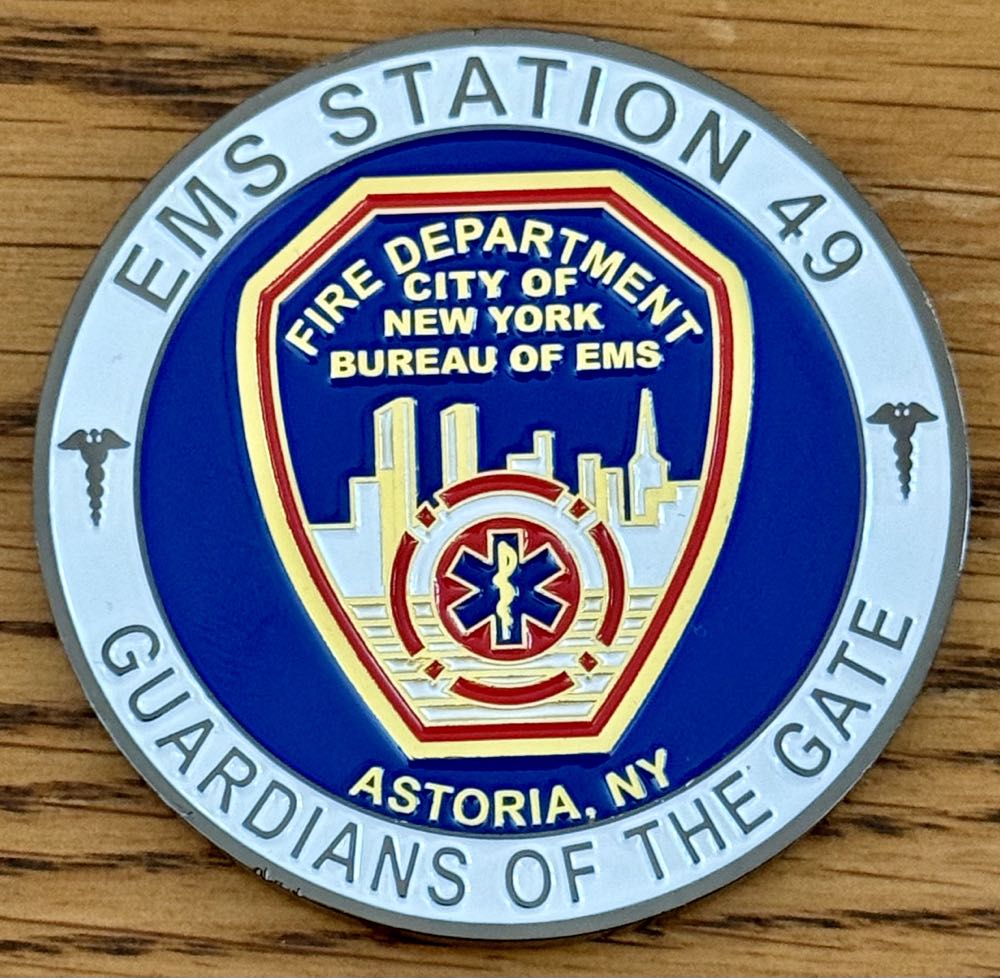 EMS STATION 49
FIRE DEPARTMENT
CITY OF
NEW YORK
BUREAU OF EMS
ASTORIA, NY
GUARDIANS OF THE GATE